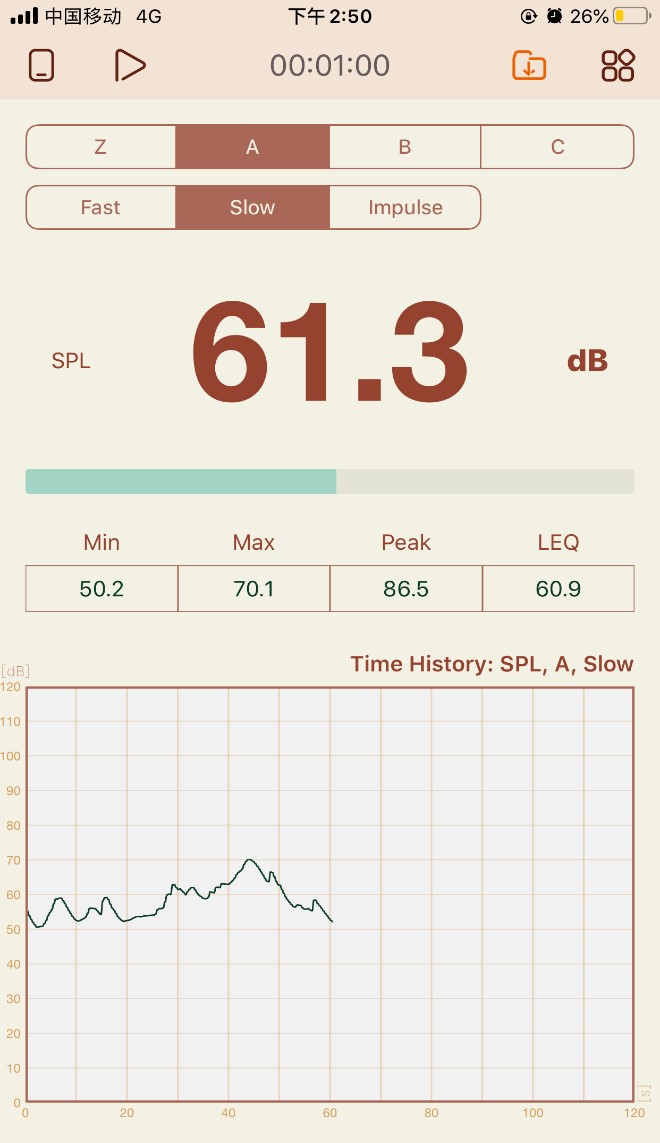 中国移动 4G 下午 2:50 26%
00:01:00
Z A B C
Fast Slow Impulse
SPL 61.3 dB
Min Max Peak LEQ
50.2 70.1 86.5 60.9
Time History: SPL, A, Slow
[dB]
120
110
100
90
80
70
60
50
40
30
20
10
0
0 20 40 60 80 100 120
[s]